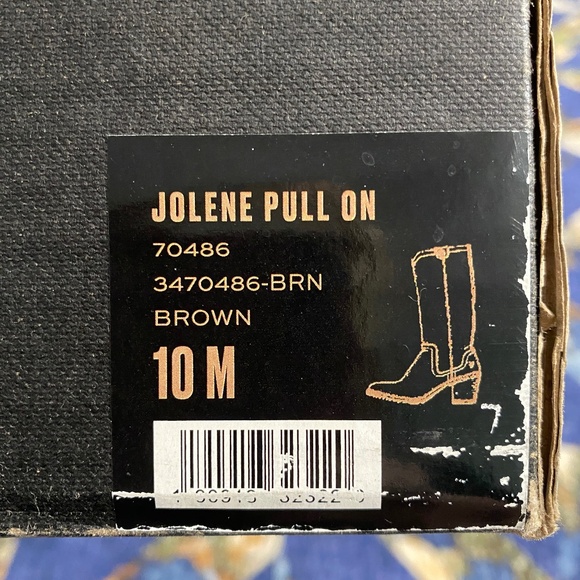 JOLENE PULL ON
70486
3470486-BRN
BROWN
10 M